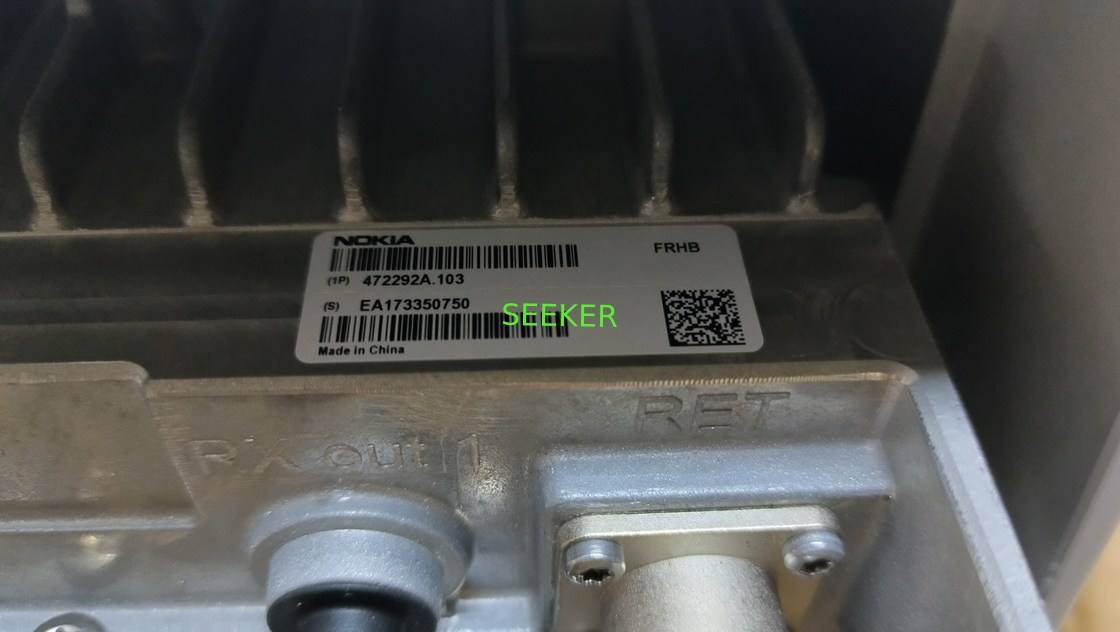 NOKIA
FRHB
(1P) 472292A.103
(S) EA173350750
SEEKER
Made in China
RET
RX out 1